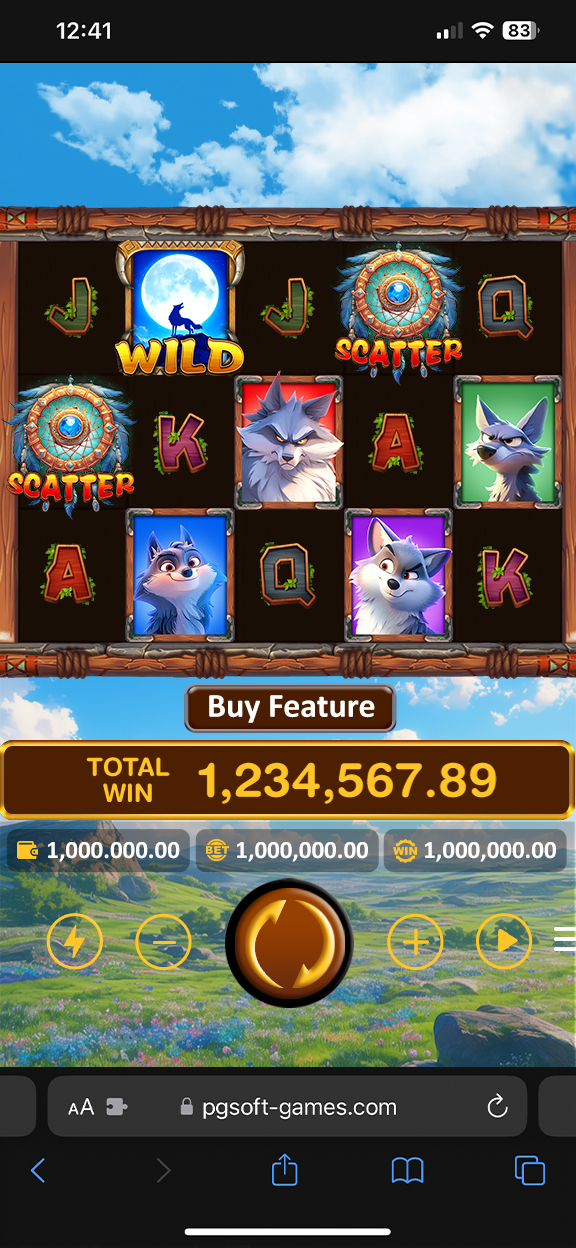 12:41
83
J
WILD
J
SCATTER
Q
SCATTER
K
A
A
Q
K
Buy Feature
TOTAL
WIN
1,234,567.89
1,000.000.00
BET 1,000,000.00
WIN 1,000,000.00
AA
pgsoft-games.com